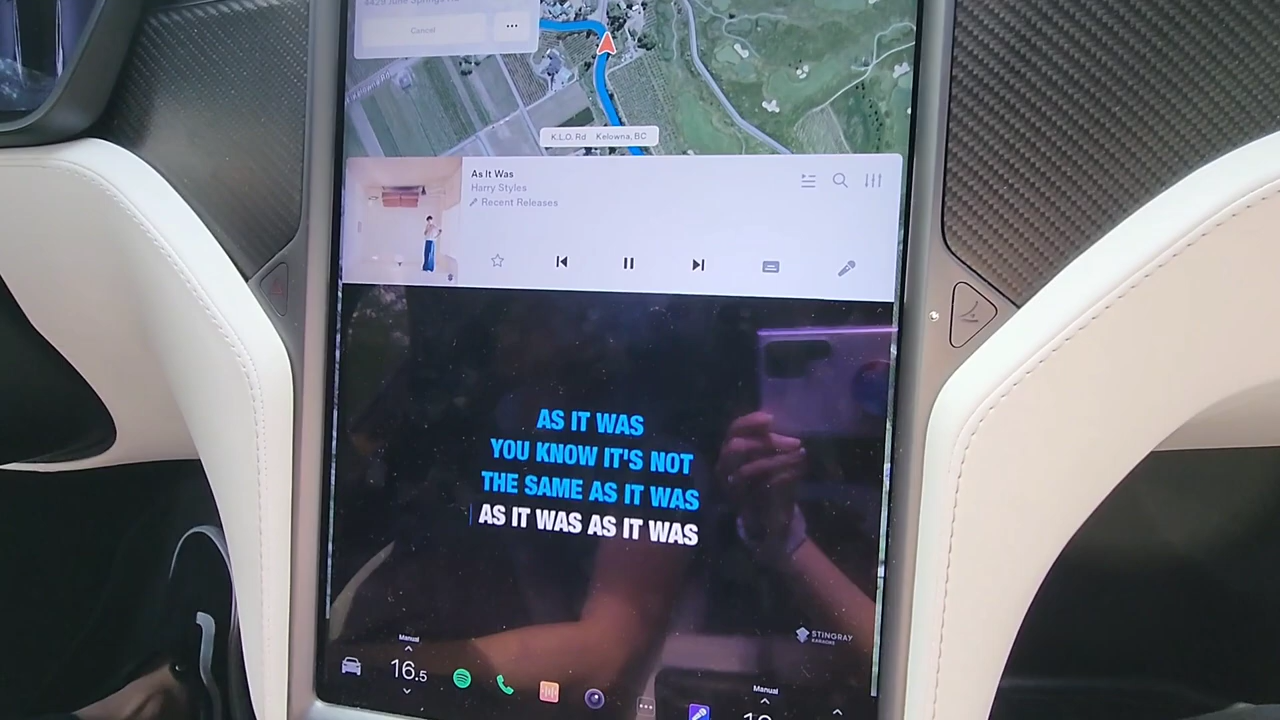 Cancel
K.L.O. Rd Kelowna, BC
As It Was
Harry Styles
Recent Releases
AS IT WAS
YOU KNOW IT'S NOT
THE SAME AS IT WAS
AS IT WAS AS IT WAS
STINGRAY
KARAOKE
Manual
16.5
Manual